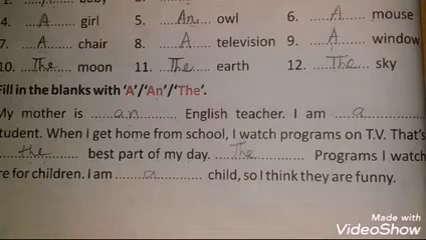 4. A girl 5. An owl 6. A mouse
7. A chair 8. A television 9. A window
10. The moon 11. The earth 12. The sky
Fill in the blanks with 'A'/'An'/'The'.
My mother is an English teacher. I am a
student. When I get home from school, I watch programs on T.V. That's
the best part of my day. The Programs I watch
re for children. I am a child, so I think they are funny.
Made with
VideoShow